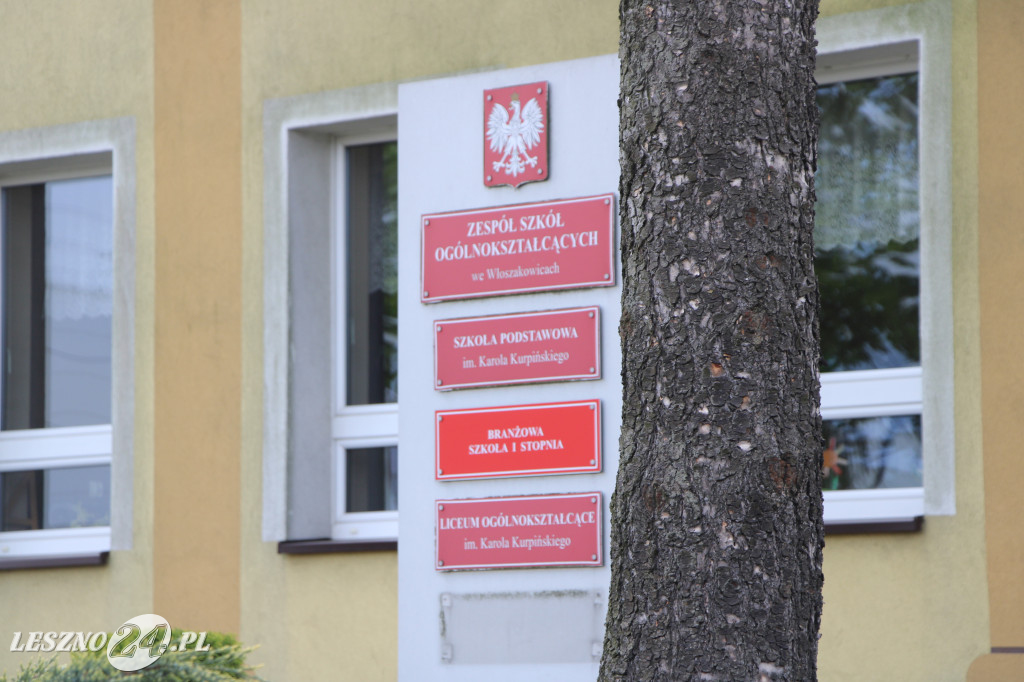 ZESPÓŁ SZKÓŁ
OGÓLNOKSZTAŁCĄCYCH
we Włoszakowicach
SZKOŁA PODSTAWOWA
im. Karola Kurpińskiego
BRANŻOWA
SZKOŁA I STOPNIA
LICEUM OGÓLNOKSZTAŁCĄCE
im. Karola Kurpińskiego
LESZNO24.PL